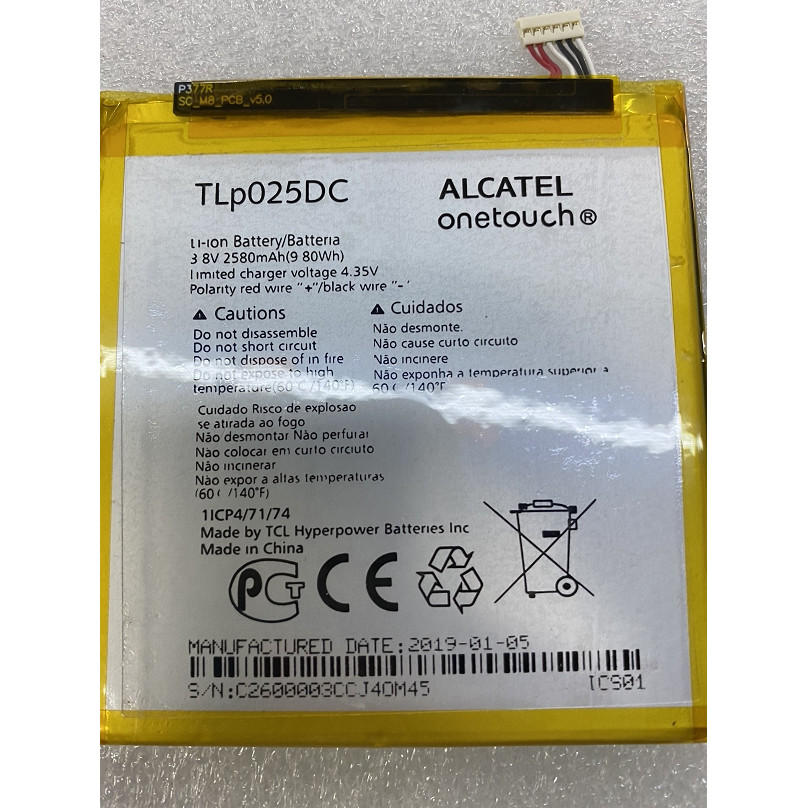 P377R
SC_M8_PCB_v5.0
TLp025DC
ALCATEL
onetouch®
Li-ion Battery/Batteria
3 8V 2580mAh(9 80Wh)
Limited charger voltage 4.35V
Polarity red wire "+"/black wire "-"
Cautions
Do not disassemble
Do not short circuit
Do not dispose of in fire
Do not expose to high
temperature(60°C/140°F)
Cuidados
Não desmonte.
Não cause curto circuito
Não incinere
Não exponha a temperatura superior a
60°C/140°F
Cuidado Risco de explosao
se atirada ao fogo
Não desmontar Não perfurar
Não colocar em curto circiuto
Não incinerar
Não expor a altas temperaturas
(60°C/140°F)
1ICP4/71/74
Made by TCL Hyperpower Batteries Inc
Made in China
PCT
CE
MANUFACTURED DATE:2019-01-05
S/N:C2600003CCJ40M45
ICS01